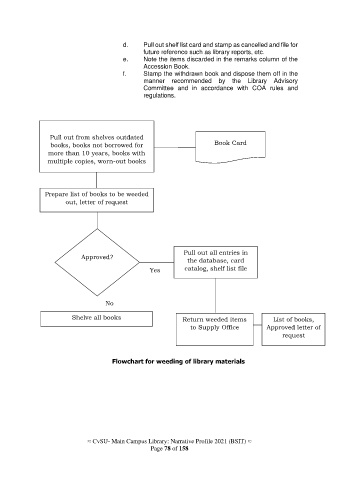 d. Pull out shelf list card and stamp as cancelled and file for
future reference such as library reports, etc.
e. Note the items discarded in the remarks column of the
Accession Book.
f. Stamp the withdrawn book and dispose them off in the
manner recommended by the Library Advisory
Committee and in accordance with COA rules and
regulations.
Pull out from shelves outdated
books, books not borrowed for
more than 10 years, books with
multiple copies, worn-out books
Book Card
Prepare list of books to be weeded
out, letter of request
Approved?
Yes
Pull out all entries in
the database, card
catalog, shelf list file
No
Shelve all books
Return weeded items
to Supply Office
List of books,
Approved letter of
request
Flowchart for weeding of library materials
≈ CvSU- Main Campus Library: Narrative Profile 2021 (BSIT) ≈
Page 78 of 158